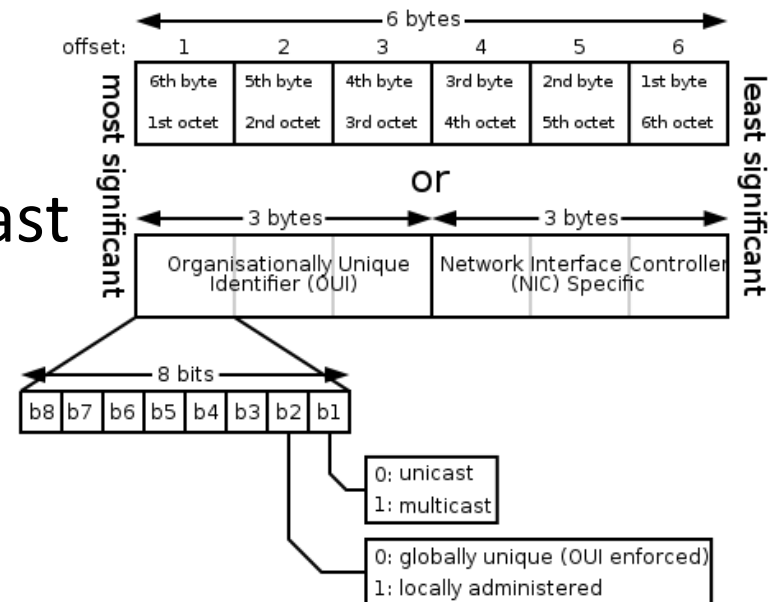 6 bytes
offset: 1 2 3 4 5 6
6th byte 5th byte 4th byte 3rd byte 2nd byte 1st byte
1st octet 2nd octet 3rd octet 4th octet 5th octet 6th octet
most significant
least significant
or
ast
3 bytes 3 bytes
Organisationally Unique
Identifier (OUI)
Network Interface Controller
(NIC) Specific
8 bits
b8 b7 b6 b5 b4 b3 b2 b1
0: unicast
1: multicast
0: globally unique (OUI enforced)
1: locally administered